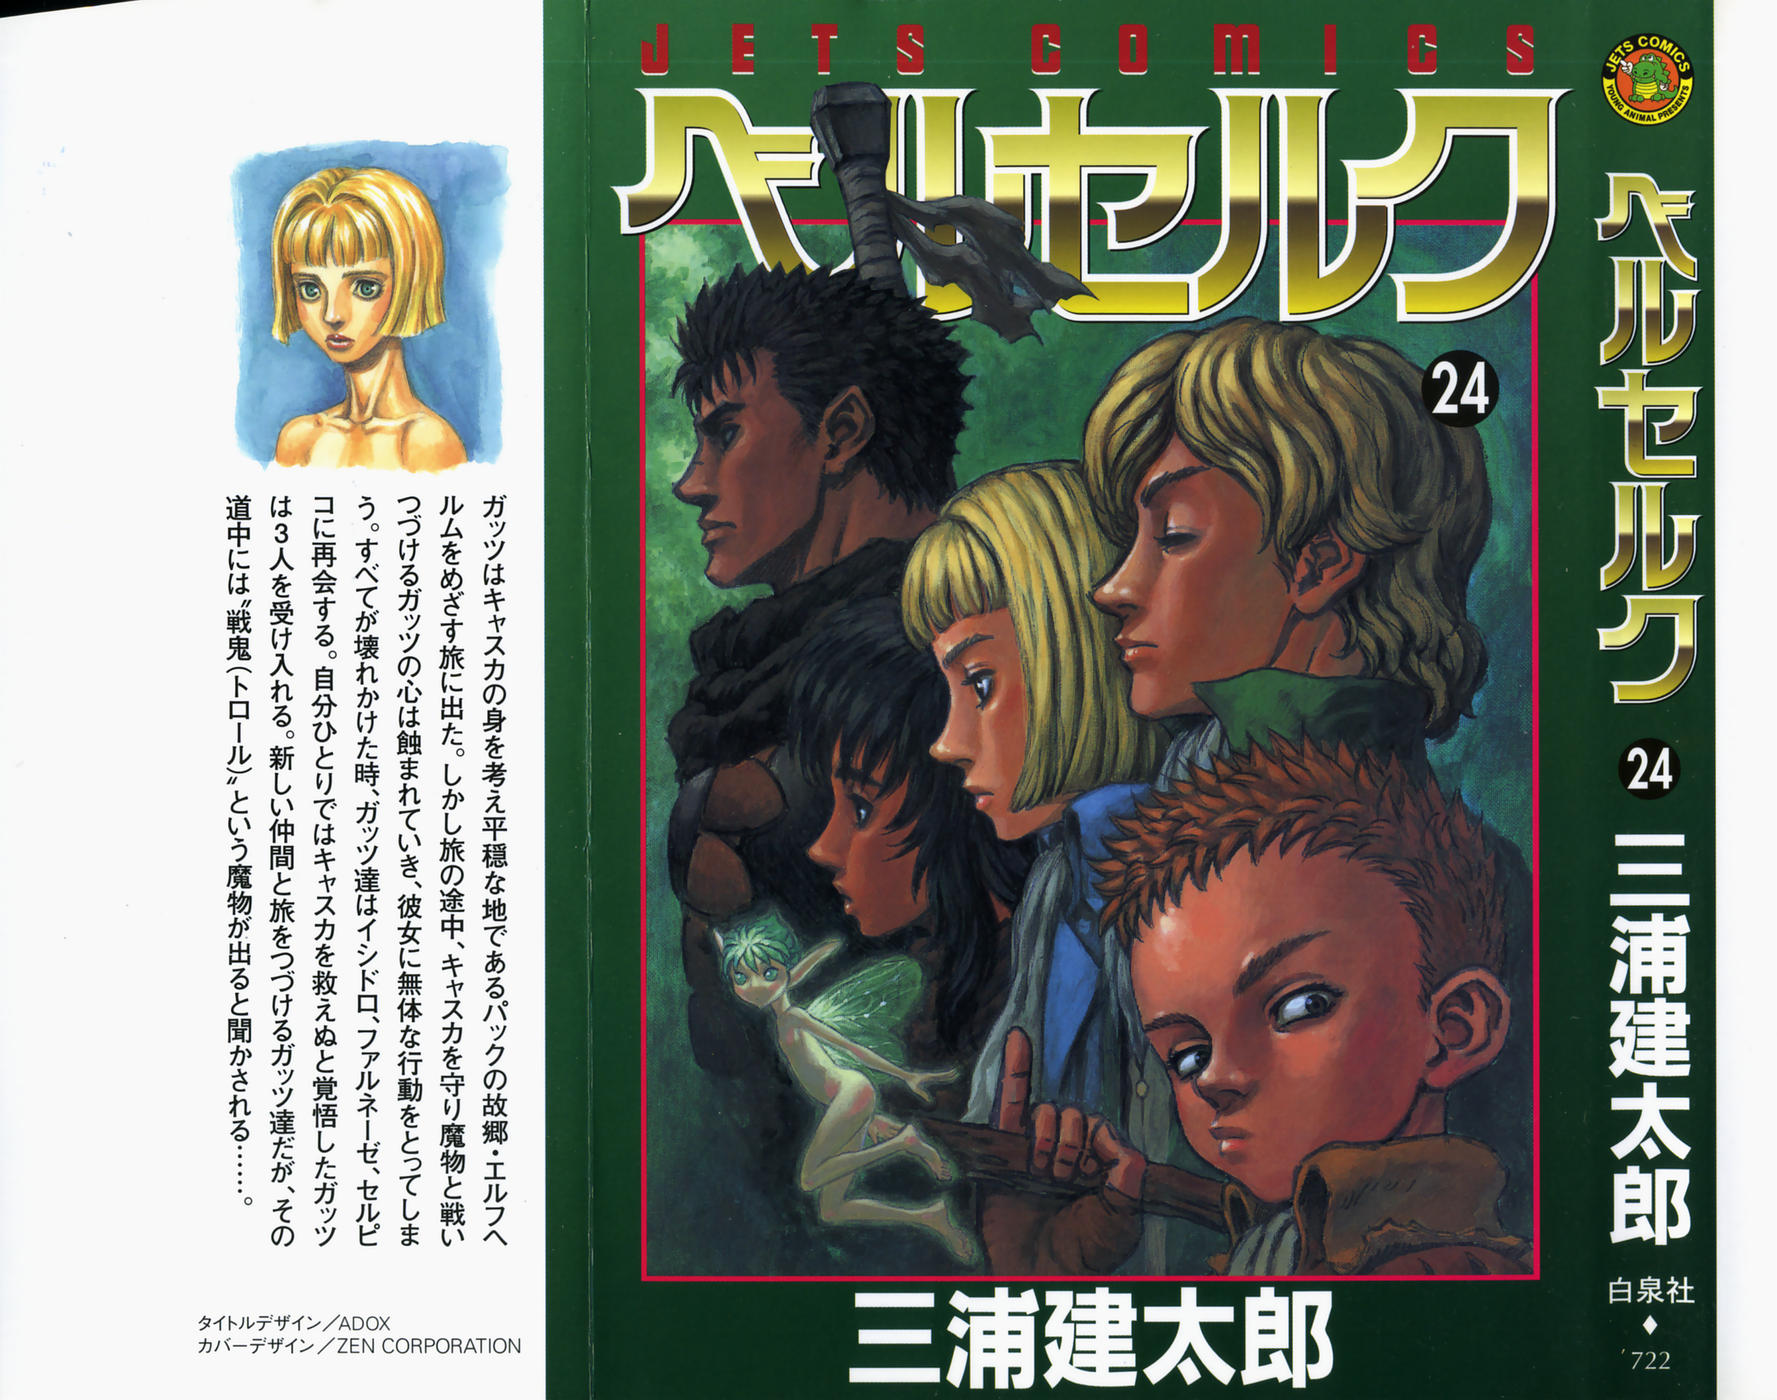 JETS COMICS
ベルセルク
24
三浦建太郎
JETS COMICS
YOUNG ANIMAL PRESENTS
ベルセルク
24
三浦建太郎
白泉社
'722
ガッツはキャスカの身を考え平穏な地であるパックの故郷・エルフヘ
ルムをめざす旅に出た。しかし旅の途中、キャスカを守り魔物と戦い
つづけるガッツの心は蝕まれていき、彼女に無体な行動をとってしま
う。すべてが壊れかけた時、ガッツ達はイシドロ、ファルネーゼ、セルピ
コに再会する。自分ひとりではキャスカを救えぬと覚悟したガッツ
は3人を受け入れる。新しい仲間と旅をつづけるガッツ達だが、その
道中には〝戦鬼(トロール)〟という魔物が出ると聞かされる……。
タイトルデザイン/ADOX
カバーデザイン/ZEN CORPORATION